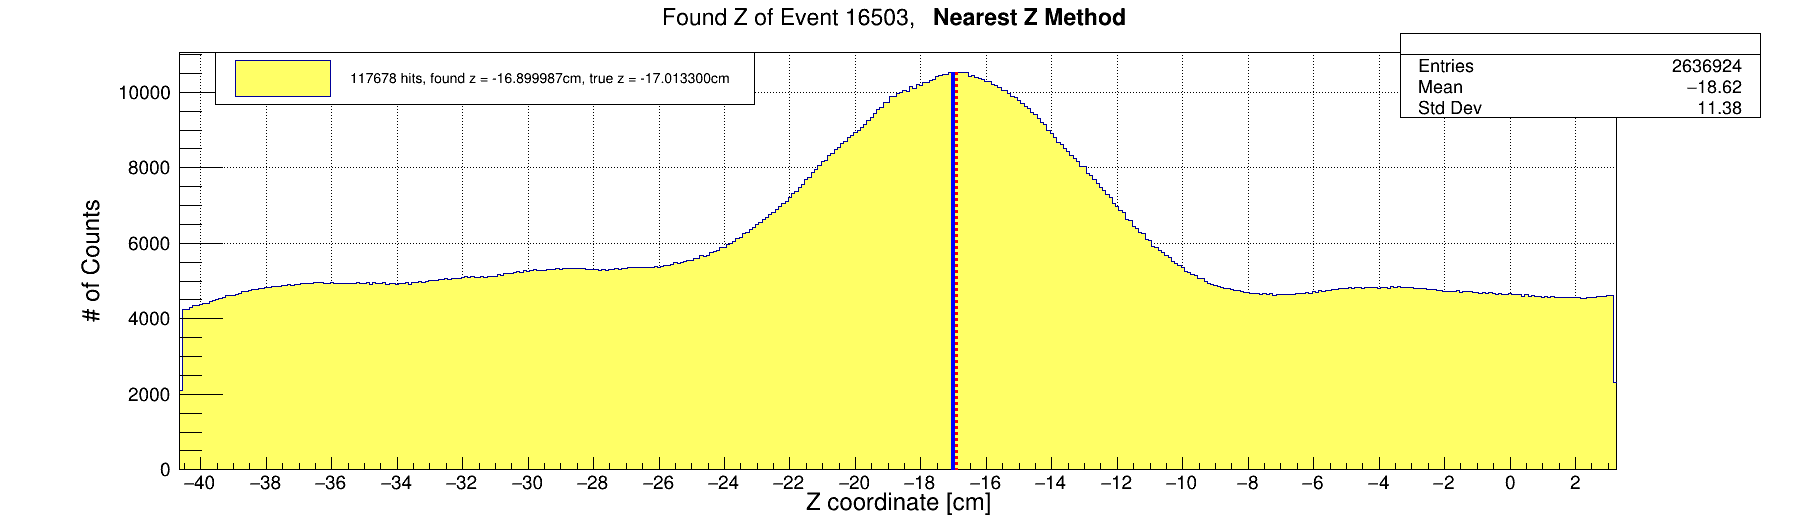 Found Z of Event 16503, Nearest Z Method
117678 hits, found z = -16.899987cm, true z = -17.013300cm
Entries 2636924
Mean −18.62
Std Dev 11.38
# of Counts
10000
8000
6000
4000
2000
0
−40 −38 −36 −34 −32 −30 −28 −26 −24 −22 −20 −18 −16 −14 −12 −10 −8 −6 −4 −2 0 2
Z coordinate [cm]